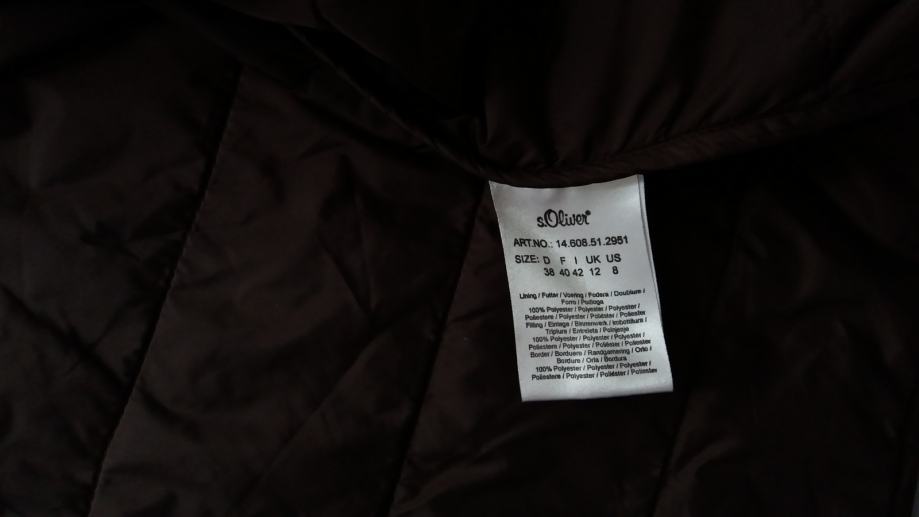 s.Oliver®
ART.NO.: 14.608.51.2951
SIZE: D F I UK US
38 40 42 12 8
Lining / Futter / Voering / Fodera / Doublure /
Forro / Podloga
100% Polyester / Polyester / Polyester /
Poliestere / Polyester / Poliéster / Poliester
Filling / Einlage / Binnenwerk / Imbottitura /
Triplure / Entretela /
100% Polyester / Polyester / Polyester /
Poliestere / Polyester / Poliéster / Poliester
Border / Bordüre / Randgarnering / Orlo /
Bordure / Orla / Bordura
100% Polyester / Polyester / Polyester /
Poliestere / Polyester / Poliéster / Poliester